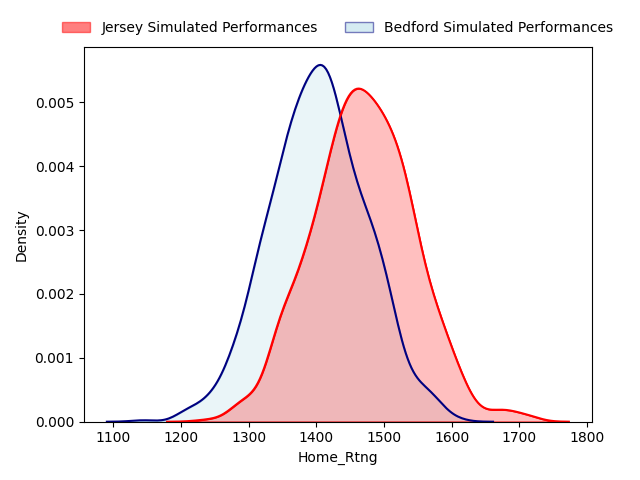 Jersey Simulated Performances
Bedford Simulated Performances
Density
0.005
0.004
0.003
0.002
0.001
0.000
1100 1200 1300 1400 1500 1600 1700 1800
Home_Rtng